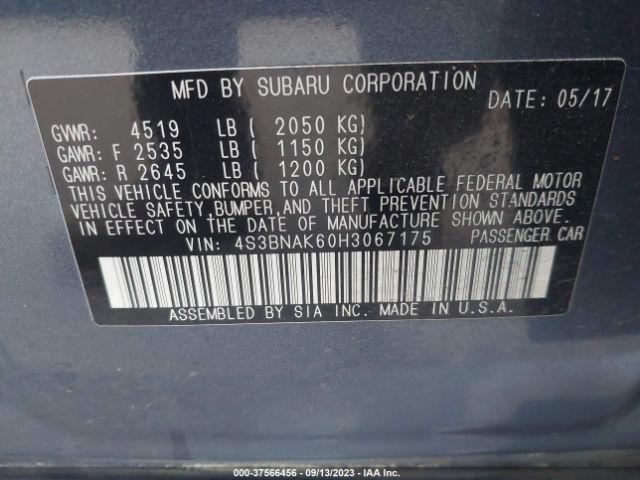 MFD BY SUBARU CORPORATION
DATE: 05/17
GVWR: 4519 LB ( 2050 KG)
GAWR: F 2535 LB ( 1150 KG)
GAWR: R 2645 LB ( 1200 KG)
THIS VEHICLE CONFORMS TO ALL APPLICABLE FEDERAL MOTOR
VEHICLE SAFETY,BUMPER,AND THEFT PREVENTION STANDARDS
IN EFFECT ON THE DATE OF MANUFACTURE SHOWN ABOVE.
VIN: 4S3BNAK60H3067175 PASSENGER CAR
ASSEMBLED BY SIA INC. MADE IN U.S.A.
000-37566456 - 09/13/2023 - IAA Inc.